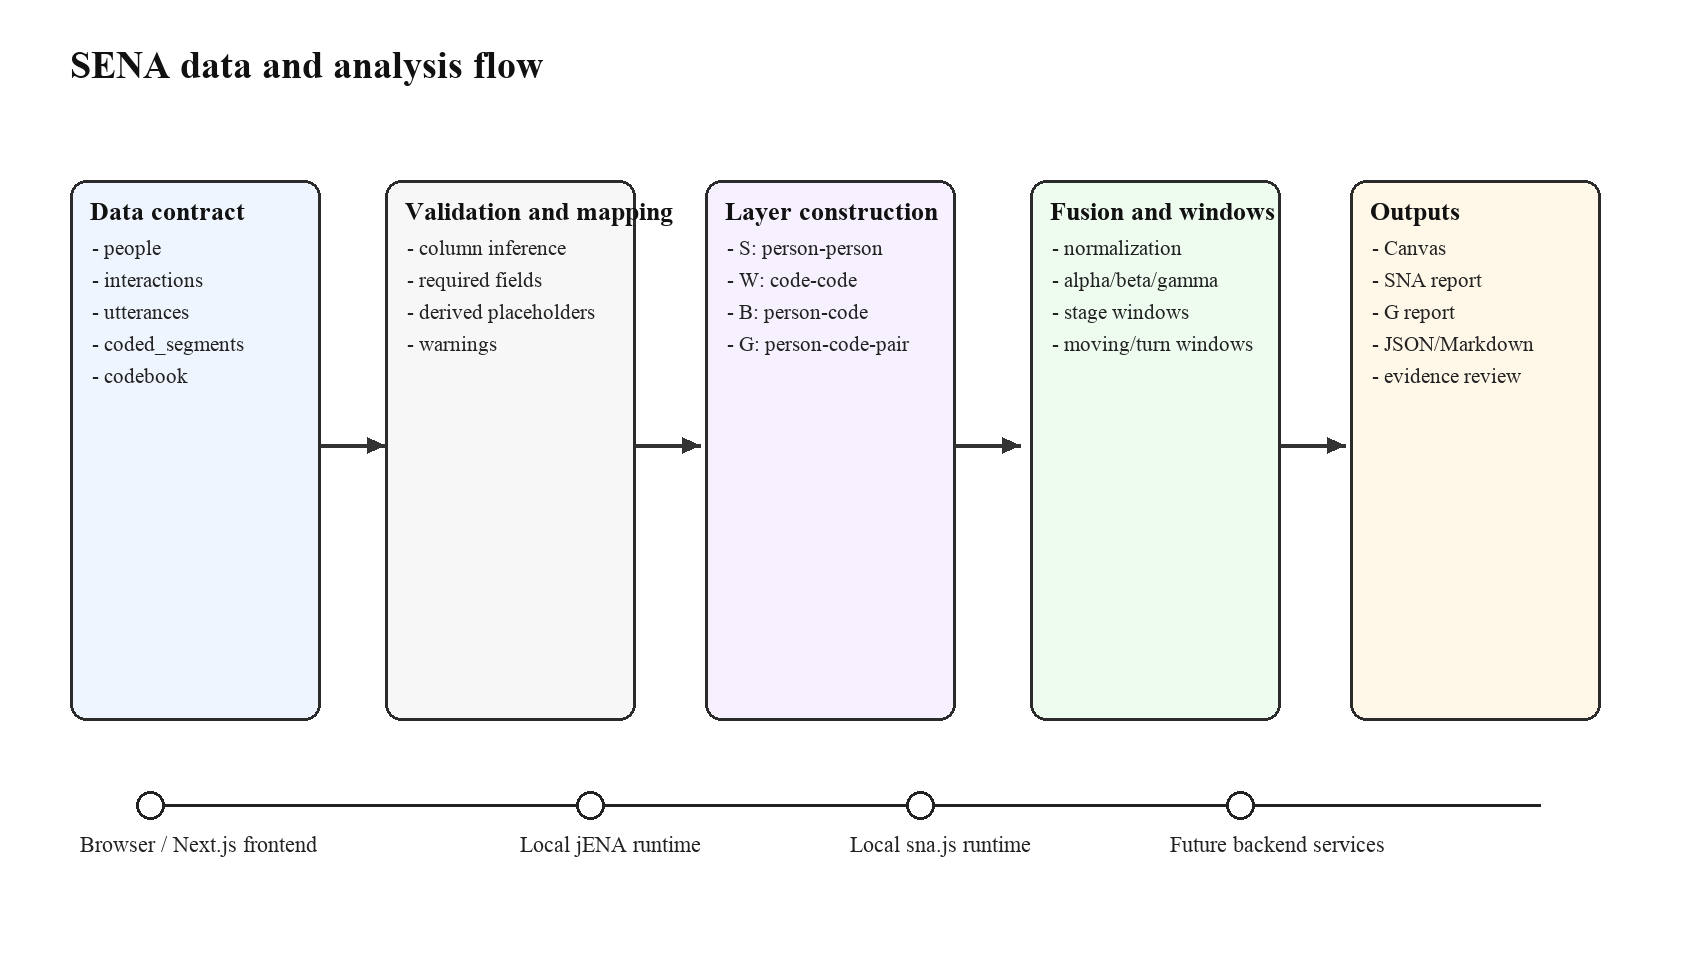 SENA data and analysis flow
Data contract
- people
- interactions
- utterances
- coded_segments
- codebook
Validation and mapping
- column inference
- required fields
- derived placeholders
- warnings
Layer construction
- S: person-person
- W: code-code
- B: person-code
- G: person-code-pair
Fusion and windows
- normalization
- alpha/beta/gamma
- stage windows
- moving/turn windows
Outputs
- Canvas
- SNA report
- G report
- JSON/Markdown
- evidence review
Browser / Next.js frontend
Local jENA runtime
Local sna.js runtime
Future backend services